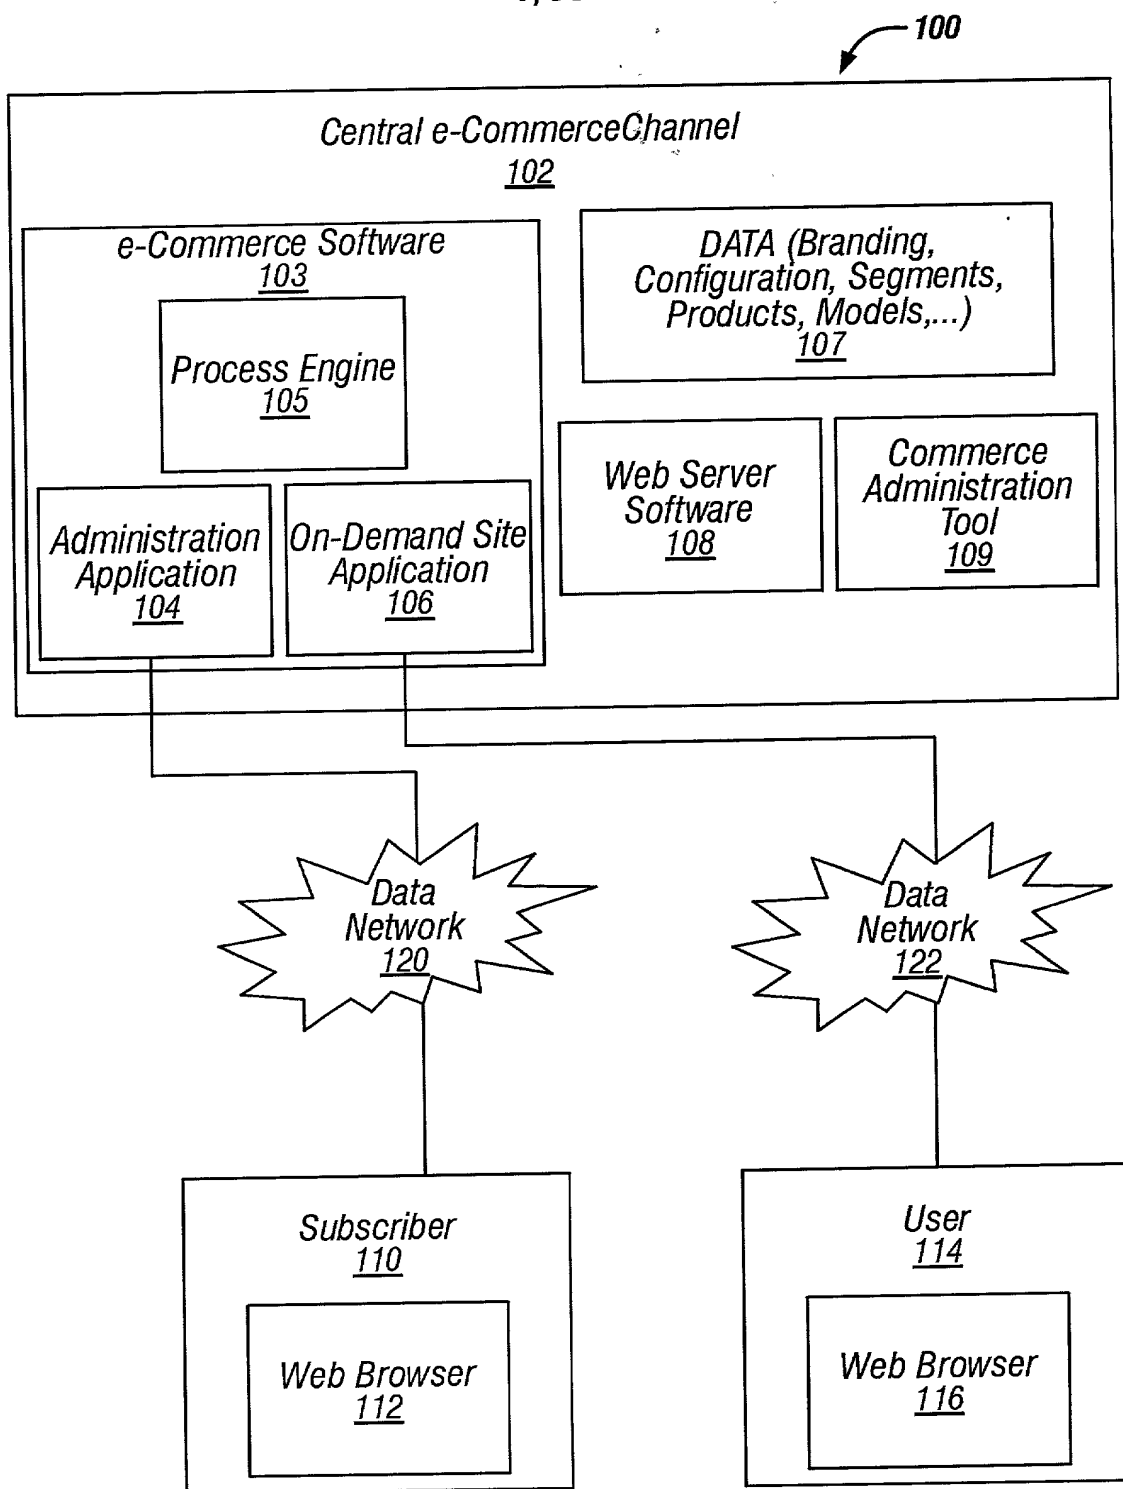 100
Central e-CommerceChannel
102
e-Commerce Software
103
Process Engine
105
Administration
Application
104
On-Demand Site
Application
106
DATA (Branding,
Configuration, Segments,
Products, Models,...)
107
Web Server
Software
108
Commerce
Administration
Tool
109
Data
Network
120
Data
Network
122
Subscriber
110
Web Browser
112
User
114
Web Browser
116